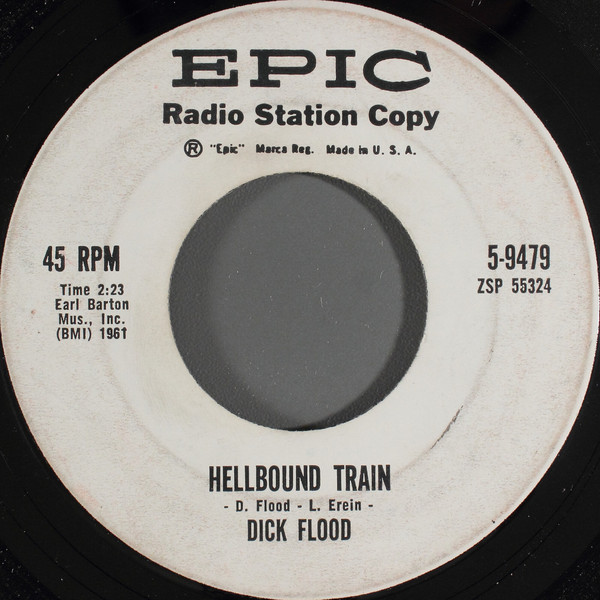 EPIC
Radio Station Copy
® "Epic" Marca Reg. Made in U. S. A.
45 RPM
Time 2:23
Earl Barton
Mus., Inc.
(BMI) 1961
5-9479
ZSP 55324
HELLBOUND TRAIN
- D. Flood - L. Erein -
DICK FLOOD